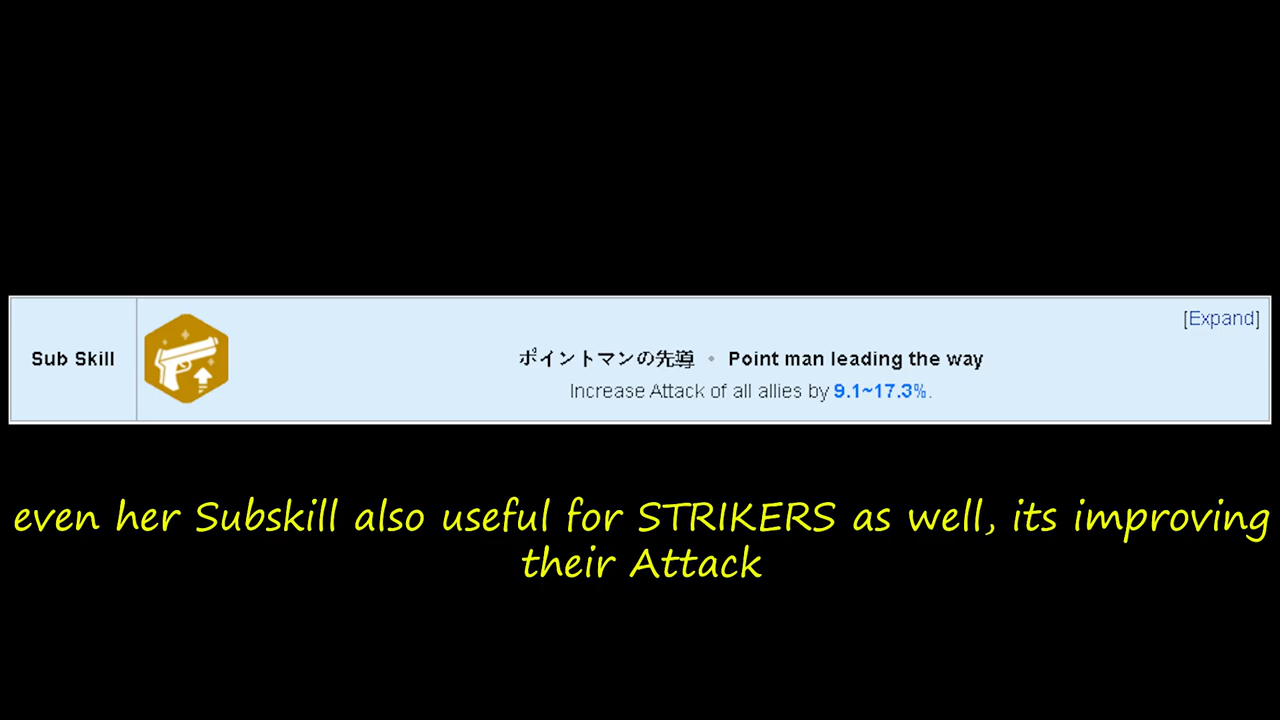 [Expand]
Sub Skill
ポイントマンの先導 • Point man leading the way
Increase Attack of all allies by 9.1~17.3%.
even her Subskill also useful for STRIKERS as well, its improving
their Attack